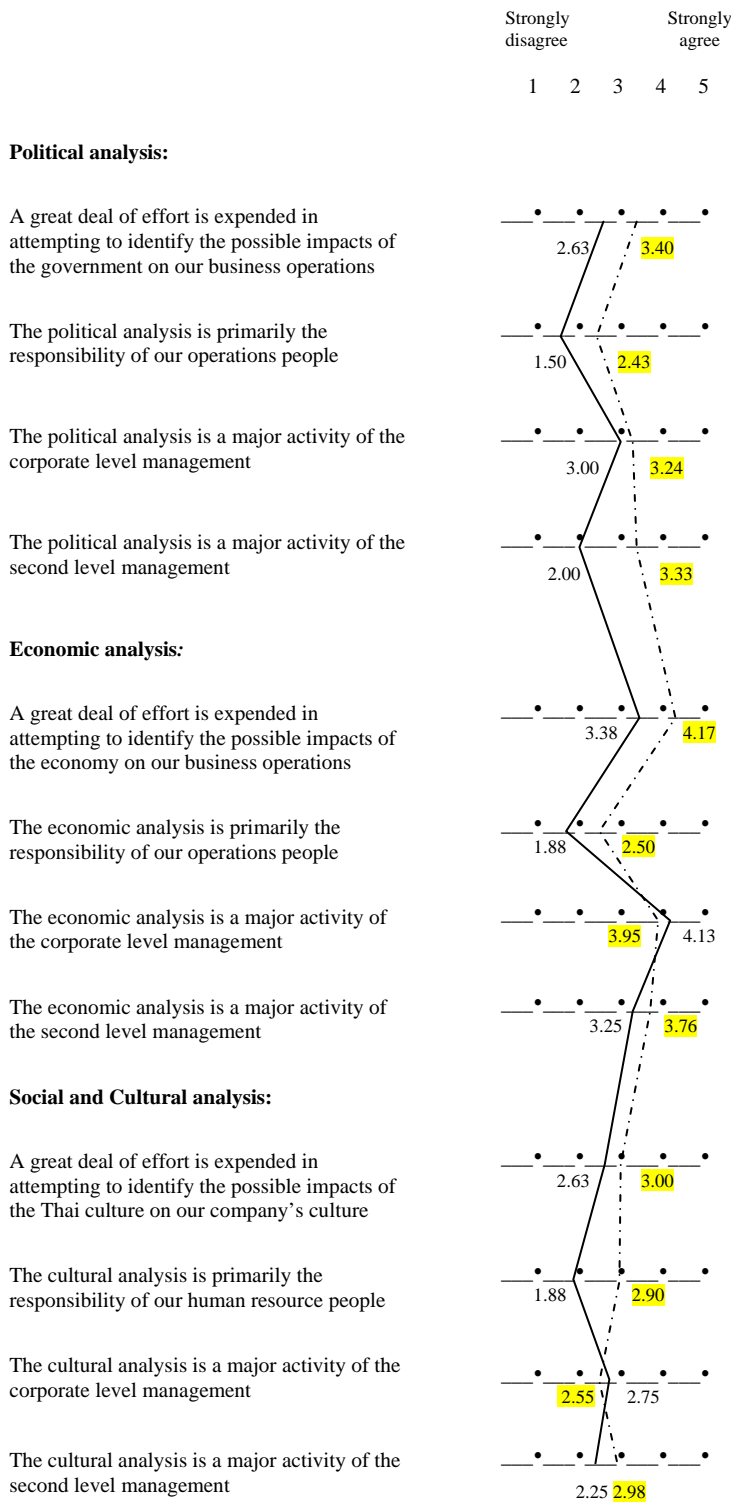 Strongly disagree Strongly agree
1 2 3 4 5
Political analysis:
A great deal of effort is expended in
attempting to identify the possible impacts of
the government on our business operations
2.63 3.40
The political analysis is primarily the
responsibility of our operations people
1.50 2.43
The political analysis is a major activity of the
corporate level management
3.00 3.24
The political analysis is a major activity of the
second level management
2.00 3.33
Economic analysis:
A great deal of effort is expended in
attempting to identify the possible impacts of
the economy on our business operations
3.38 4.17
The economic analysis is primarily the
responsibility of our operations people
1.88 2.50
The economic analysis is a major activity of
the corporate level management
3.95 4.13
The economic analysis is a major activity of
the second level management
3.25 3.76
Social and Cultural analysis:
A great deal of effort is expended in
attempting to identify the possible impacts of
the Thai culture on our company’s culture
2.63 3.00
The cultural analysis is primarily the
responsibility of our human resource people
1.88 2.90
The cultural analysis is a major activity of the
corporate level management
2.55 2.75
The cultural analysis is a major activity of the
second level management
2.25 2.98